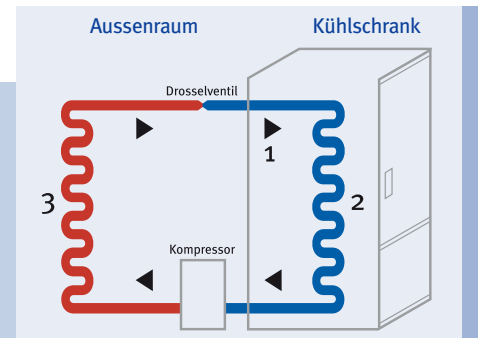 Aussenraum
Kühlschrank
Drosselventil
1
3
2
Kompressor